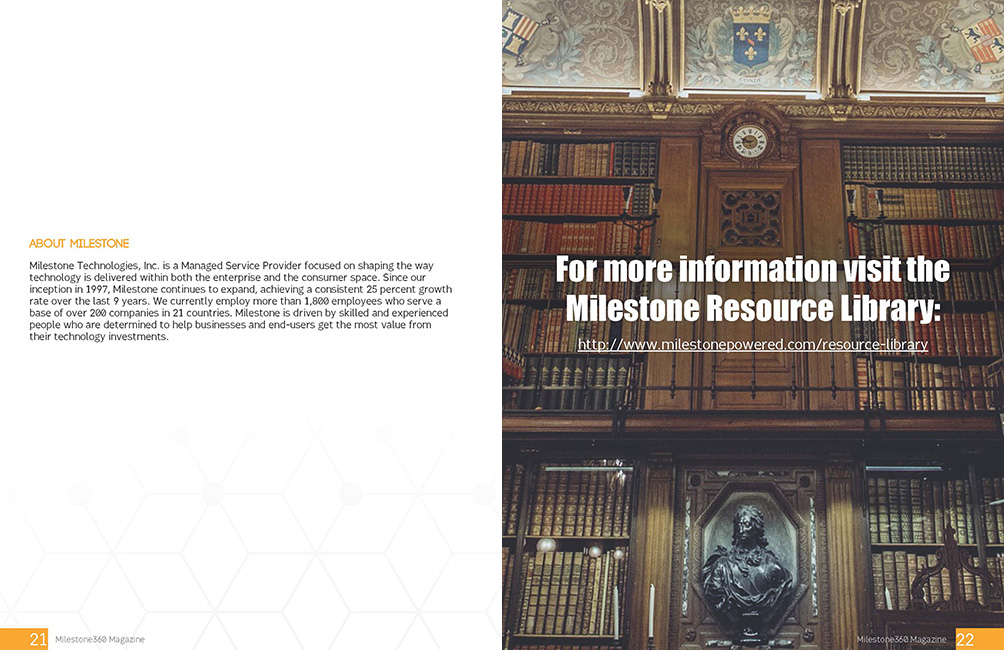 ABOUT MILESTONE
Milestone Technologies, Inc. is a Managed Service Provider focused on shaping the way
technology is delivered within both the enterprise and the consumer space. Since our
inception in 1997, Milestone continues to expand, achieving a consistent 25 percent growth
rate over the last 9 years. We currently employ more than 1,800 employees who serve a
base of over 200 companies in 21 countries. Milestone is driven by skilled and experienced
people who are determined to help businesses and end-users get the most value from
their technology investments.
21 Milestone360 Magazine
CONDÉ
For more information visit the
Milestone Resource Library:
http://www.milestonepowered.com/resource-library
Milestone360 Magazine 22